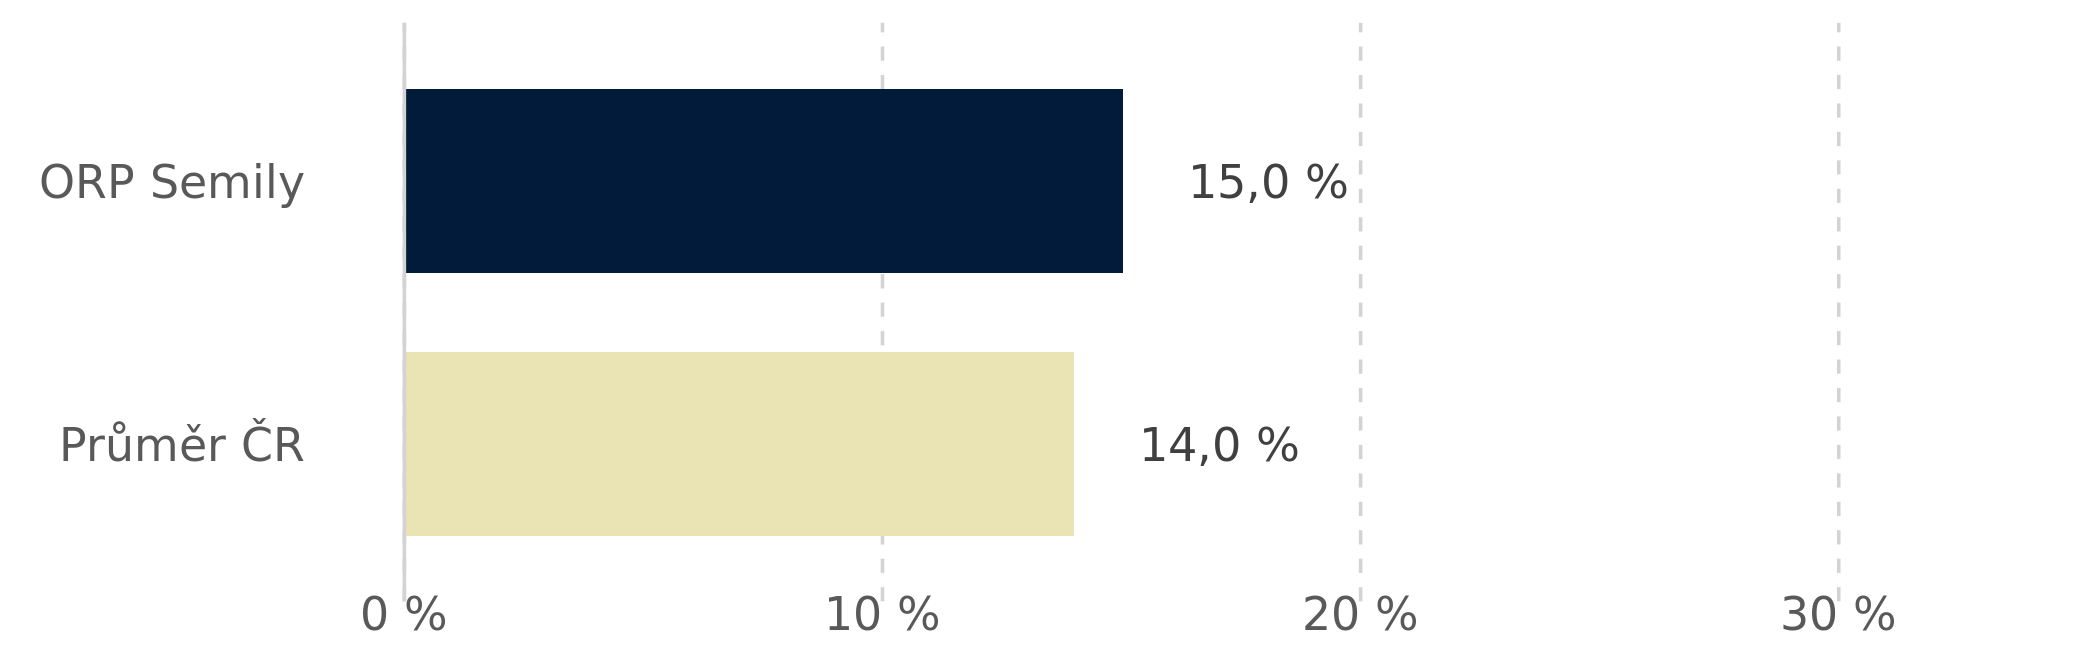 ORP Semily 15,0 %
Průměr ČR 14,0 %
0 % 10 % 20 % 30 %